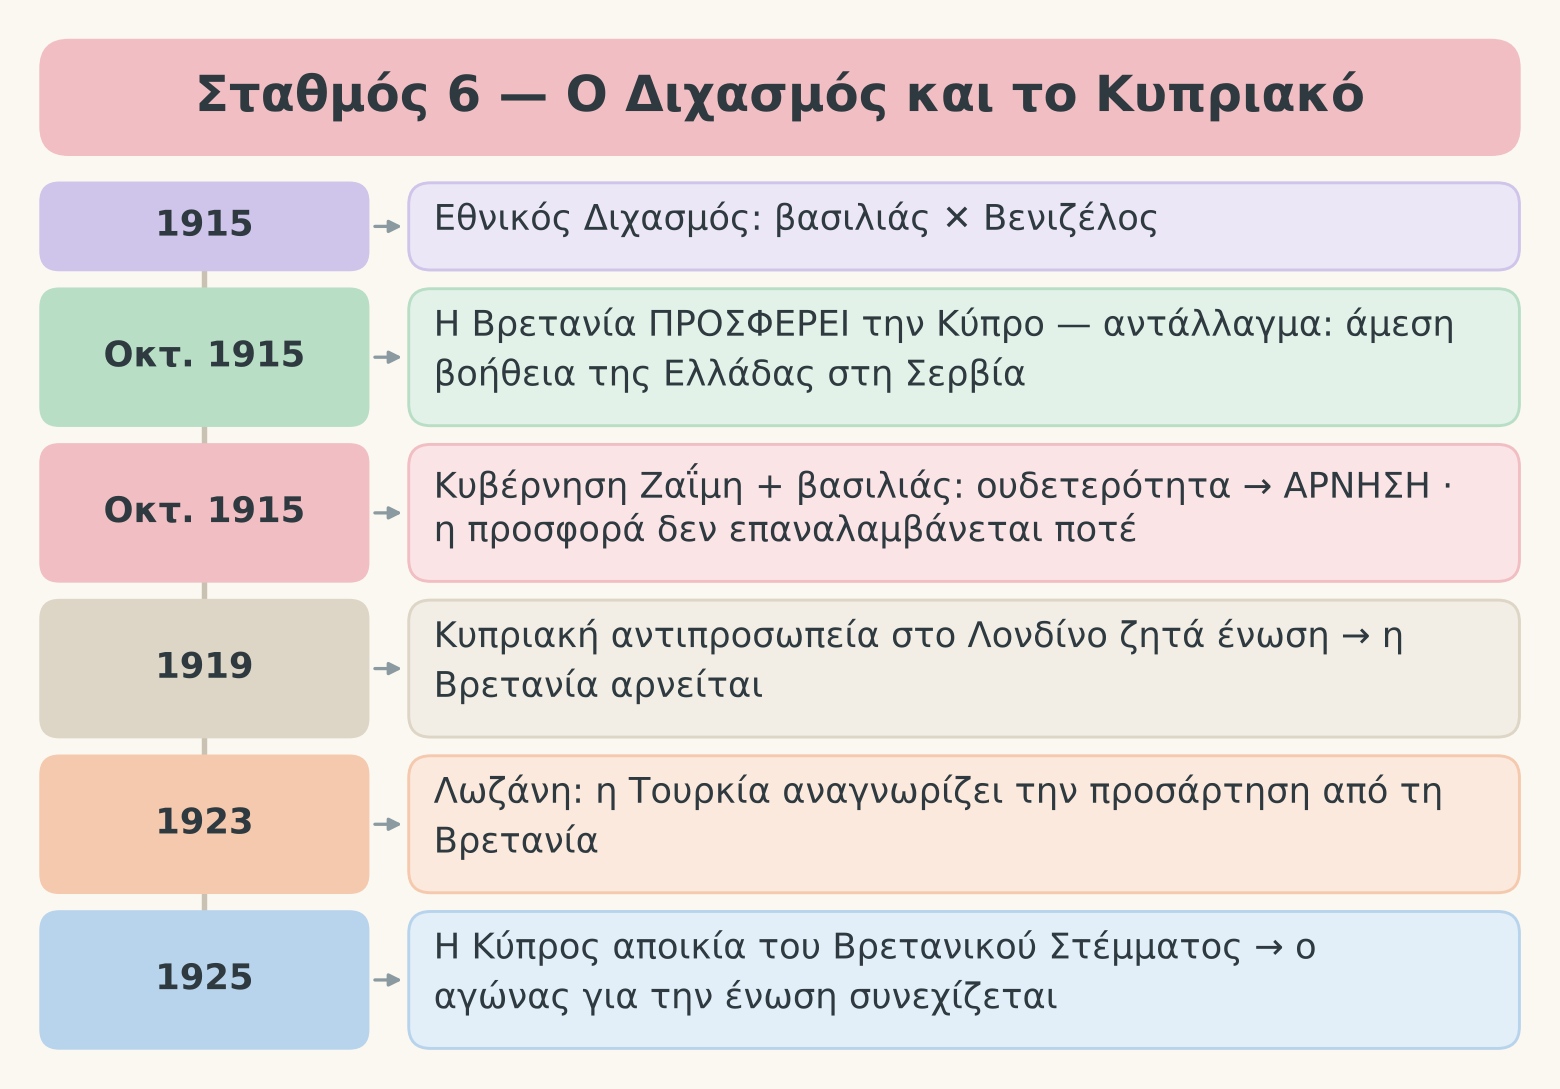 Σταθμός 6 — Ο Διχασμός και το Κυπριακό
1915
Εθνικός Διχασμός: βασιλιάς ✕ Βενιζέλος
Οκτ. 1915
Η Βρετανία ΠΡΟΣΦΕΡΕΙ την Κύπρο — αντάλλαγμα: άμεση
βοήθεια της Ελλάδας στη Σερβία
Οκτ. 1915
Κυβέρνηση Ζαΐμη + βασιλιάς: ουδετερότητα → ΑΡΝΗΣΗ ·
η προσφορά δεν επαναλαμβάνεται ποτέ
1919
Κυπριακή αντιπροσωπεία στο Λονδίνο ζητά ένωση → η
Βρετανία αρνείται
1923
Λωζάνη: η Τουρκία αναγνωρίζει την προσάρτηση από τη
Βρετανία
1925
Η Κύπρος αποικία του Βρετανικού Στέμματος → ο
αγώνας για την ένωση συνεχίζεται